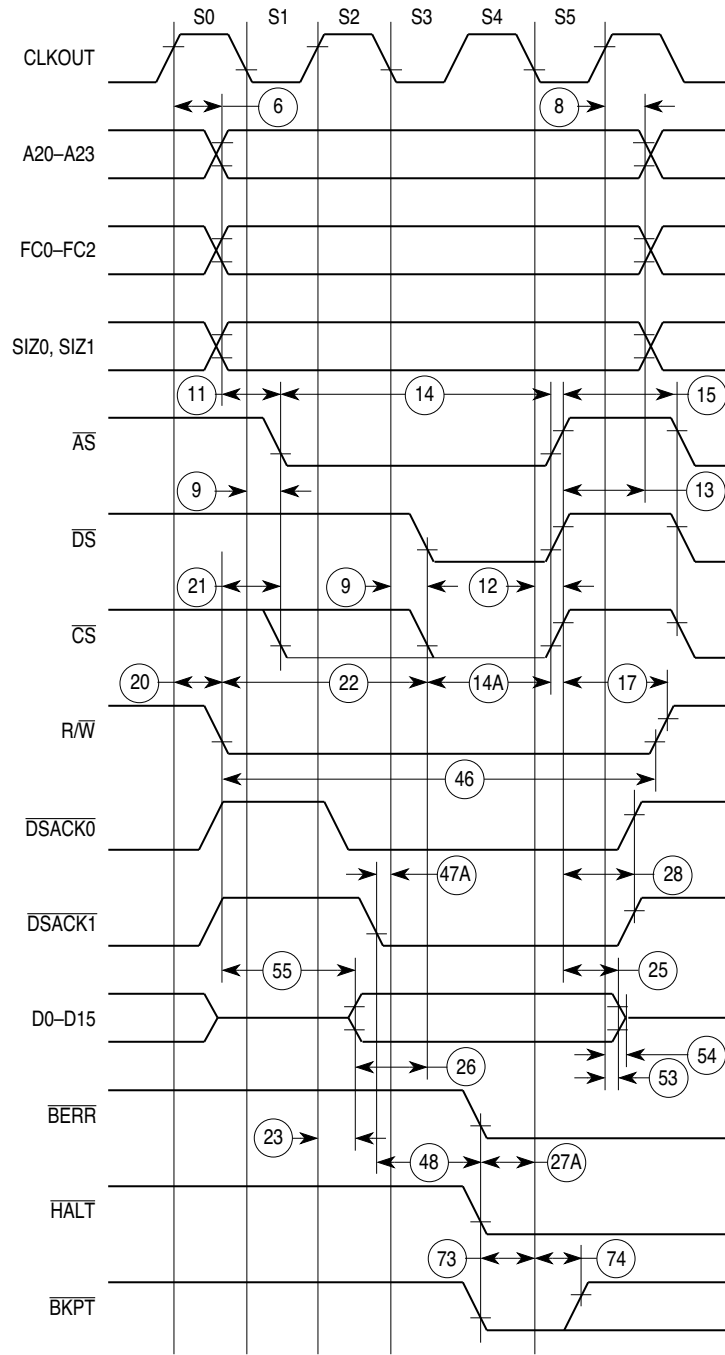 S0 S1 S2 S3 S4 S5
CLKOUT
6 8
A20–A23
FC0–FC2
SIZ0, SIZ1
11 14 15
AS
9 13
DS
21 9 12
CS
20 22 14A 17
R/W
46
DSACK0
47A 28
DSACK1
55 25
D0–D15
54
26 53
BERR
23
48 27A
HALT
73 74
BKPT